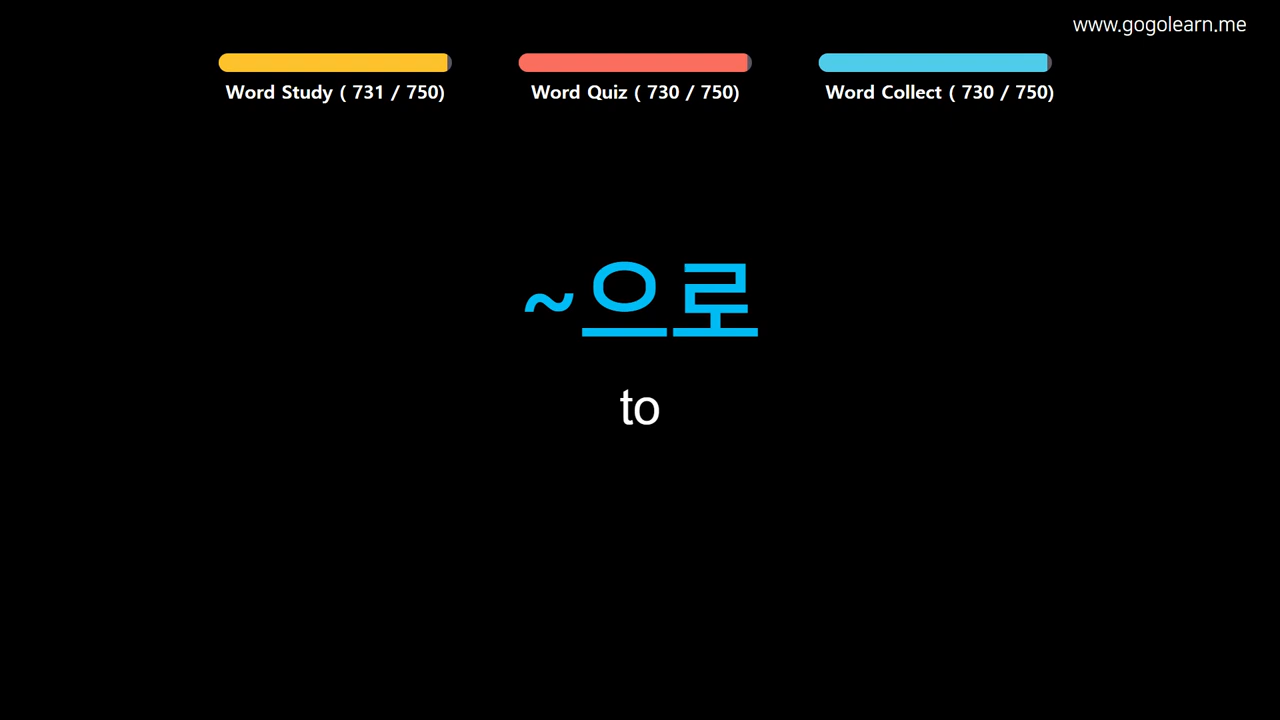 www.gogolearn.me
Word Study ( 731 / 750)
Word Quiz ( 730 / 750)
Word Collect ( 730 / 750)
~으로
to